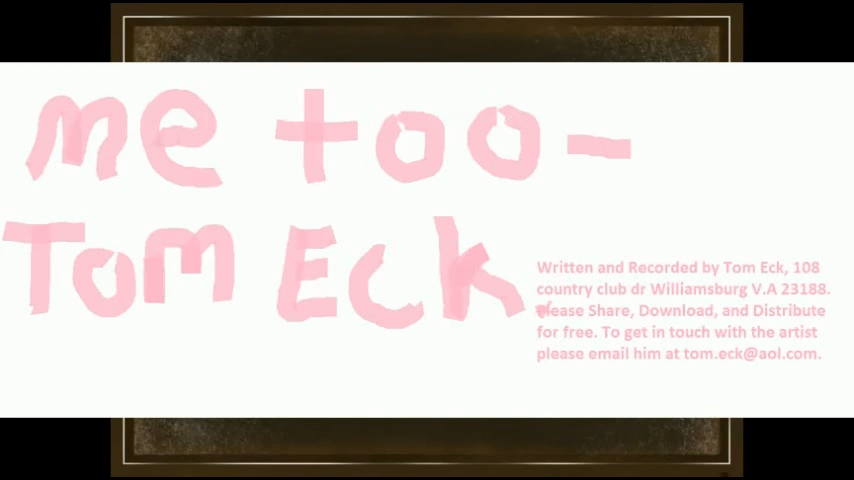 me too -
Tom Eck
Written and Recorded by Tom Eck, 108
country club dr Williamsburg V.A 23188.
Please Share, Download, and Distribute
for free. To get in touch with the artist
please email him at tom.eck@aol.com.